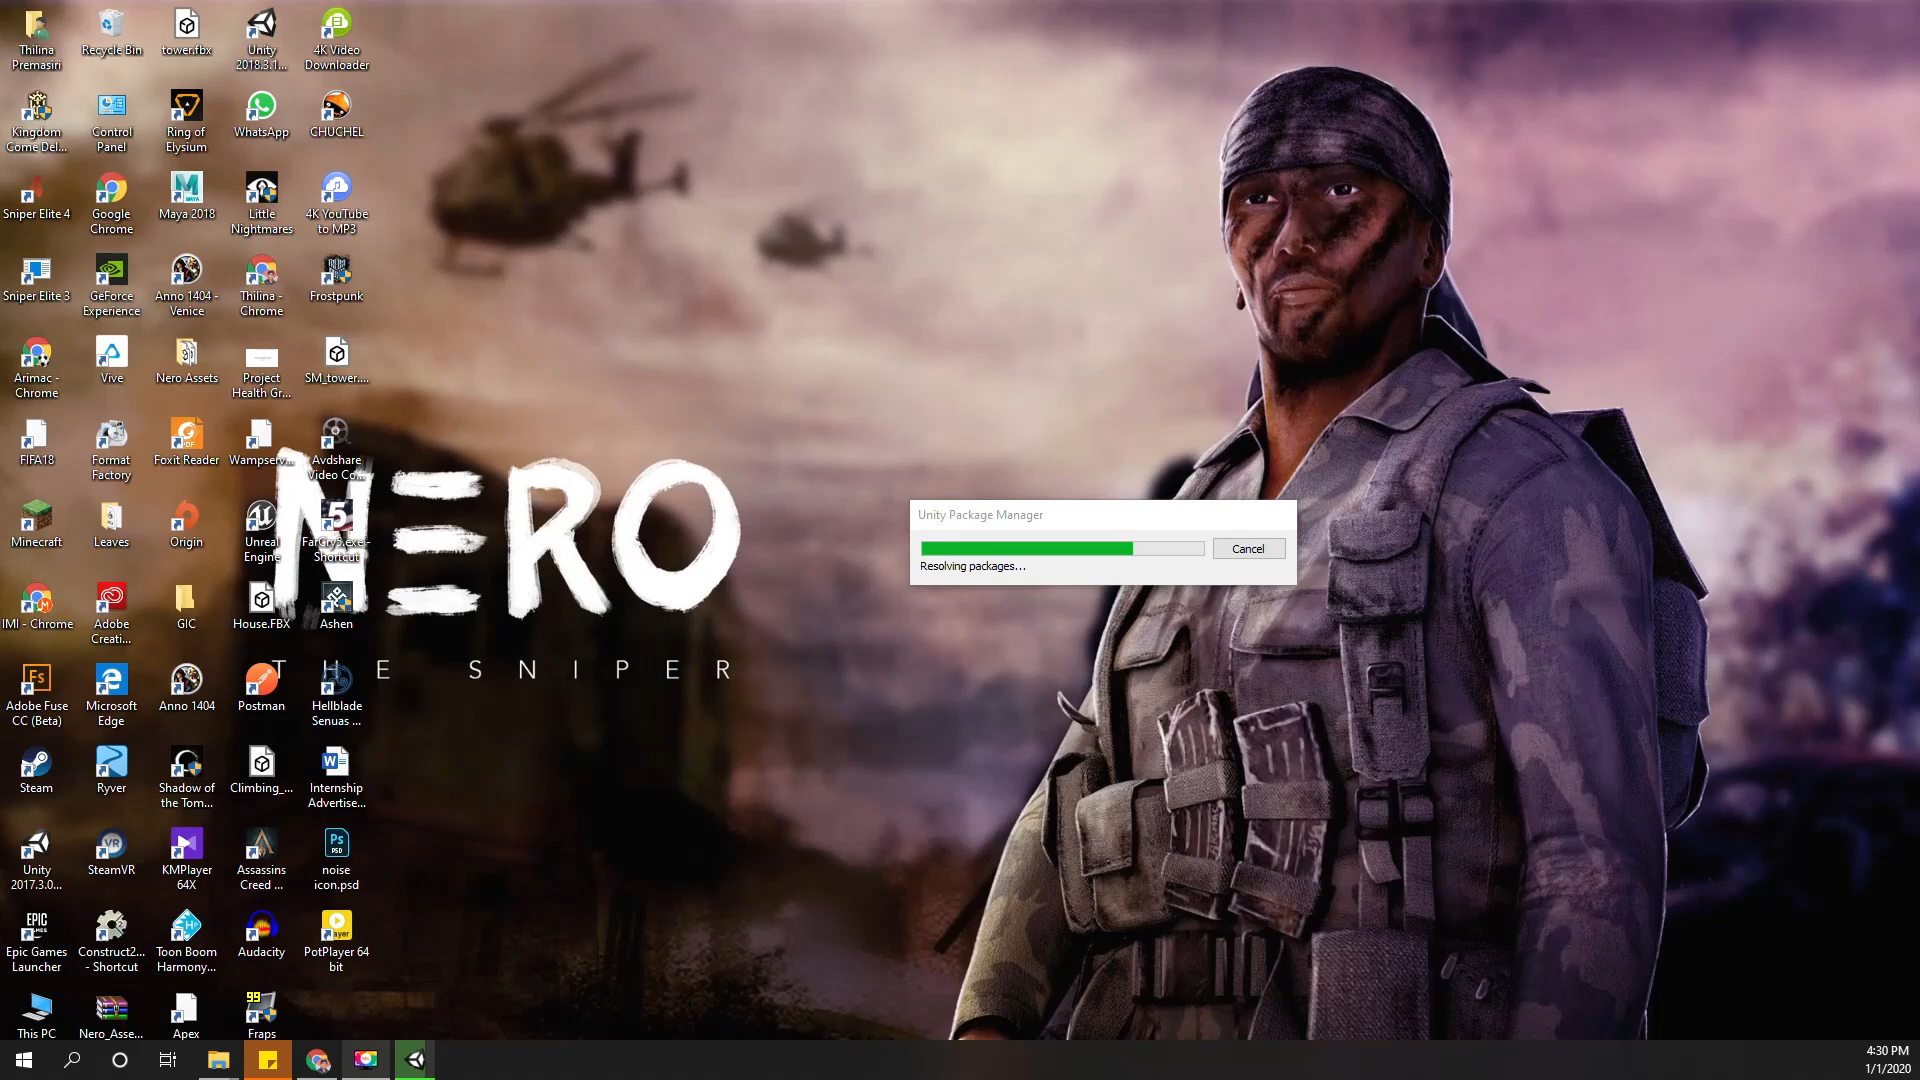 Thilina
Premasiri
Recycle Bin
tower.fbx
Unity
2018.3.1...
4K Video
Downloader
Kingdom
Come Del...
Control
Panel
Ring of
Elysium
WhatsApp
CHUCHEL
Sniper Elite 4
Google
Chrome
Maya 2018
Little
Nightmares
4K YouTube
to MP3
Sniper Elite 3
GeForce
Experience
Anno 1404 -
Venice
Thilina -
Chrome
Frostpunk
Arimac -
Chrome
Vive
Nero Assets
Project
Health Gr...
SM_tower....
FIFA18
Format
Factory
Foxit Reader
Wampserv...
Avdshare
Video Co...
Minecraft
Leaves
Origin
Unreal
Engine
FarCry5.exe -
Shortcut
IMI - Chrome
Adobe
Creati...
GIC
House.FBX
Ashen
Adobe Fuse
CC (Beta)
Microsoft
Edge
Anno 1404
Postman
Hellblade
Senuas ...
Steam
Ryver
Shadow of
the Tom...
Climbing_...
Internship
Advertise...
Unity
2017.3.0...
SteamVR
KMPlayer
64X
Assassins
Creed ...
noise
icon.psd
Epic Games
Launcher
Construct2...
- Shortcut
Toon Boom
Harmony...
Audacity
PotPlayer 64
bit
This PC
Nero_Asse...
Apex
Fraps
NERO
THE SNIPER
Unity Package Manager
Cancel
Resolving packages...
4:30 PM
1/1/2020